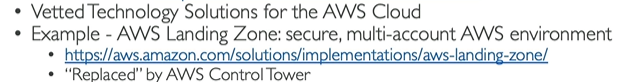 • Vetted Technology Solutions for the AWS Cloud
• Example - AWS Landing Zone: secure, multi-account AWS environment
• https://aws.amazon.com/solutions/implementations/aws-landing-zone/
• “Replaced” by AWS Control Tower